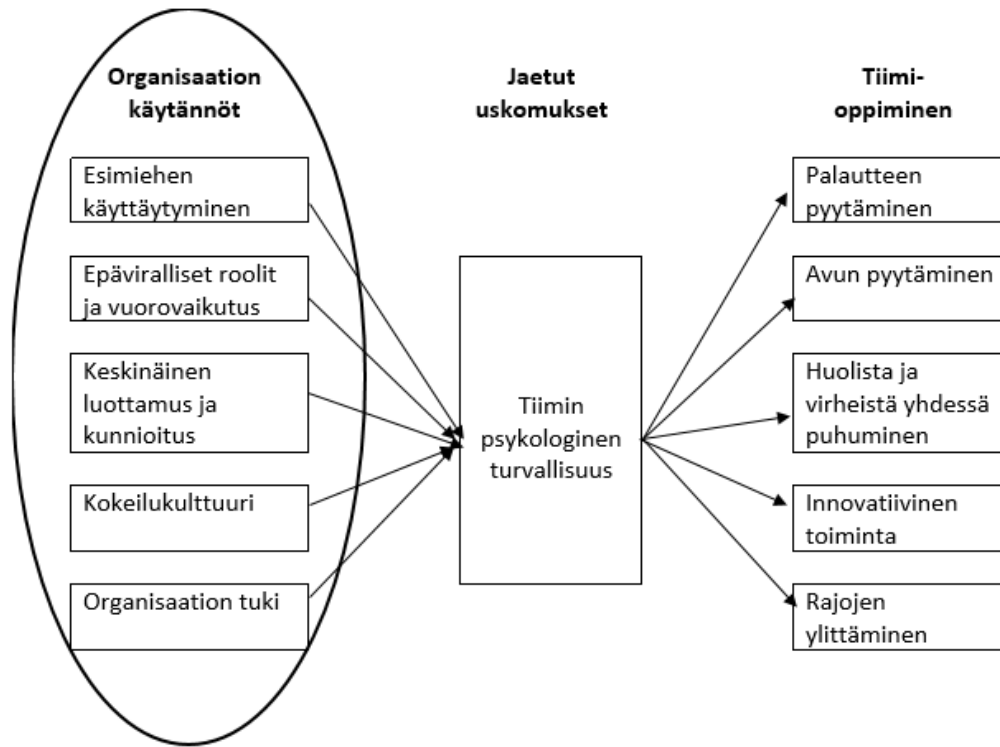 Organisaation
käytännöt
Esimiehen
käyttäytyminen
Epäviralliset roolit
ja vuorovaikutus
Keskinäinen
luottamus ja
kunnioitus
Kokeilukulttuuri
Organisaation tuki
Jaetut
uskomukset
Tiimin
psykologinen
turvallisuus
Tiimi-
oppiminen
Palautteen
pyytäminen
Avun pyytäminen
Huolista ja
virheistä yhdessä
puhuminen
Innovatiivinen
toiminta
Rajojen
ylittäminen